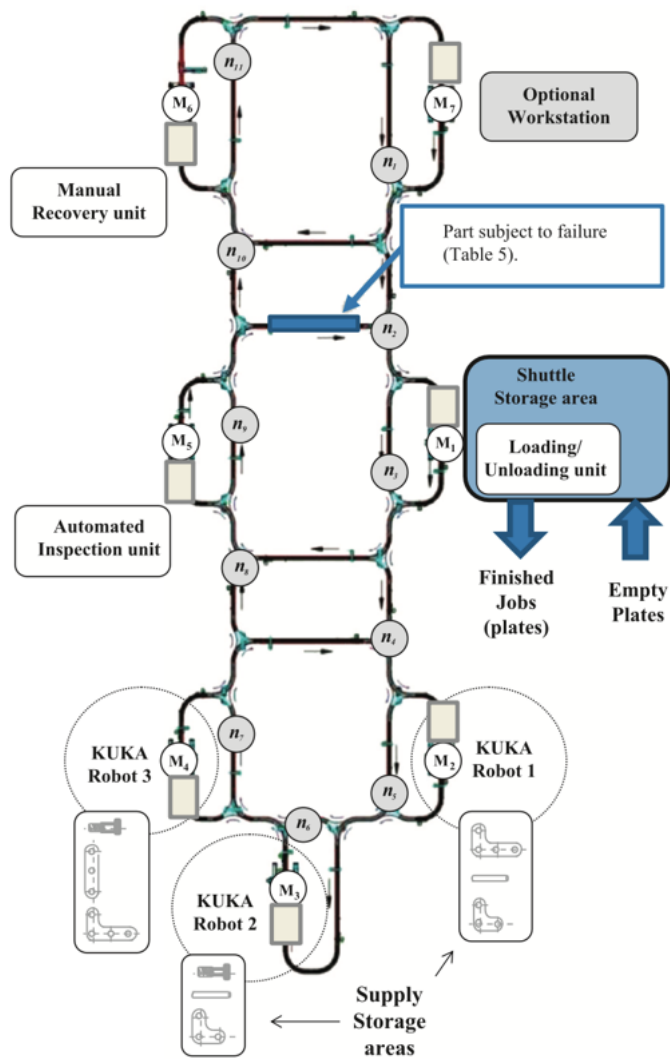 n11
M6
M7
Optional
Workstation
n1
Manual
Recovery unit
n10
Part subject to failure
(Table 5).
n2
Shuttle
Storage area
n9
M5
M1
Loading/
Unloading unit
n3
Automated
Inspection unit
n8
Finished
Jobs
(plates)
Empty
Plates
n4
KUKA
Robot 3
M4
n7
M2
KUKA
Robot 1
n5
n6
KUKA
Robot 2
M3
Supply
Storage
areas